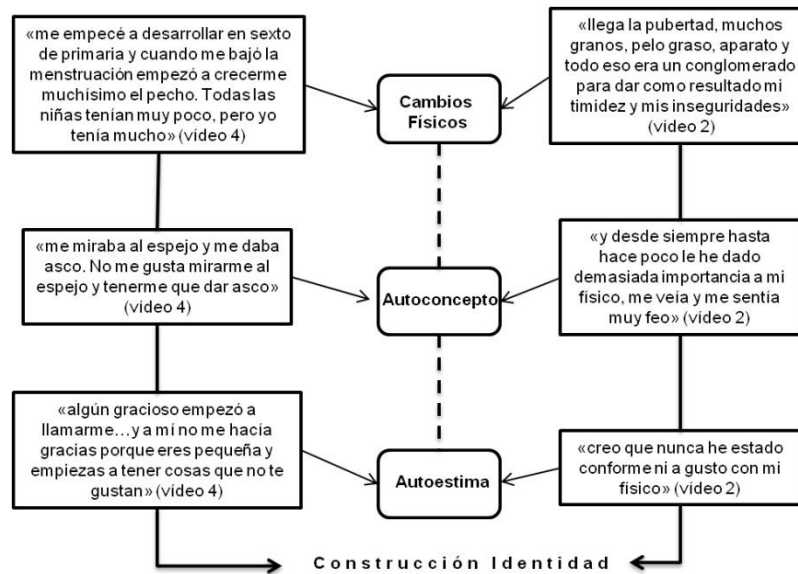 «me empecé a desarrollar en sexto
de primaria y cuando me bajó la
menstruación empezó a crecerme
muchísimo el pecho. Todas las
niñas tenían muy poco, pero yo
tenía mucho» (vídeo 4)
Cambios
Físicos
«llega la pubertad, muchos
granos, pelo graso, aparato y
todo eso era un conglomerado
para dar como resultado mi
timidez y mis inseguridades»
(vídeo 2)
«me miraba al espejo y me daba
asco. No me gusta mirarme al
espejo y tenerme que dar asco»
(vídeo 4)
Autoconcepto
«y desde siempre hasta
hace poco le he dado
demasiada importancia a mi
físico, me veía y me sentía
muy feo» (vídeo 2)
«algún gracioso empezó a
llamarme…y a mí no me hacía
gracias porque eres pequeña y
empiezas a tener cosas que no te
gustan» (vídeo 4)
Autoestima
«creo que nunca he estado
conforme ni a gusto con mi
físico» (vídeo 2)
Construcción Identidad